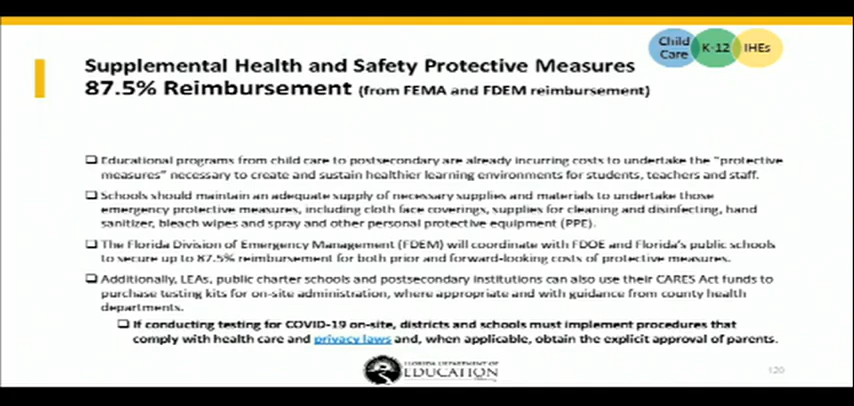 Child Care K-12 IHEs
Supplemental Health and Safety Protective Measures
87.5% Reimbursement (from FEMA and FDEM reimbursement)
❑ Educational programs from child care to postsecondary are already incurring costs to undertake the "protective
measures" necessary to create and sustain healthier learning environments for students, teachers and staff.
❑ Schools should maintain an adequate supply of necessary supplies and materials to undertake those
emergency protective measures, including cloth face coverings, supplies for cleaning and disinfecting, hand
sanitizer, bleach wipes and spray and other personal protective equipment (PPE).
❑ The Florida Division of Emergency Management (FDEM) will coordinate with FDOE and Florida's public schools
to secure up to 87.5% reimbursement for both prior and forward-looking costs of protective measures.
❑ Additionally, LEAs, public charter schools and postsecondary institutions can also use their CARES Act funds to
purchase testing kits for on-site administration, where appropriate and with guidance from county health
departments.
❑ If conducting testing for COVID-19 on-site, districts and schools must implement procedures that
comply with health care and privacy laws and, when applicable, obtain the explicit approval of parents.
FLORIDA DEPARTMENT OF
EDUCATION
120